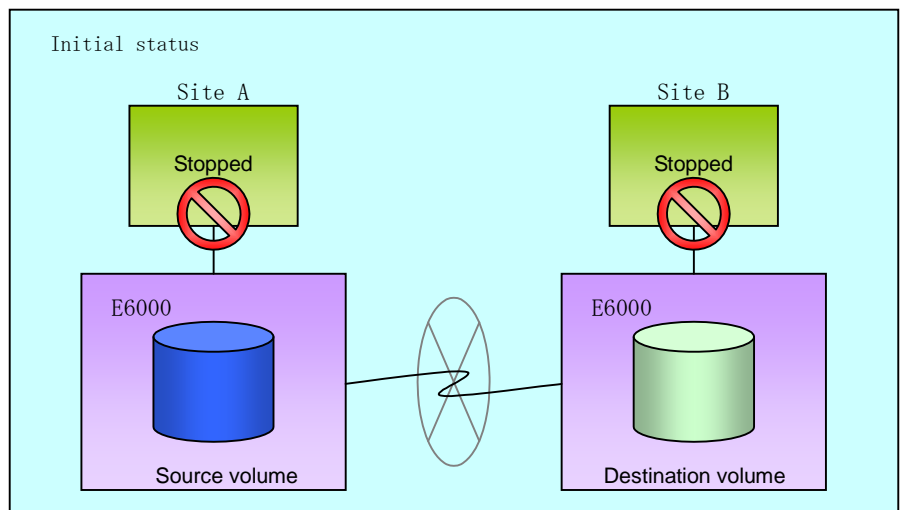 Initial status
Site A
Site B
Stopped
Stopped
E6000
E6000
Source volume
Destination volume